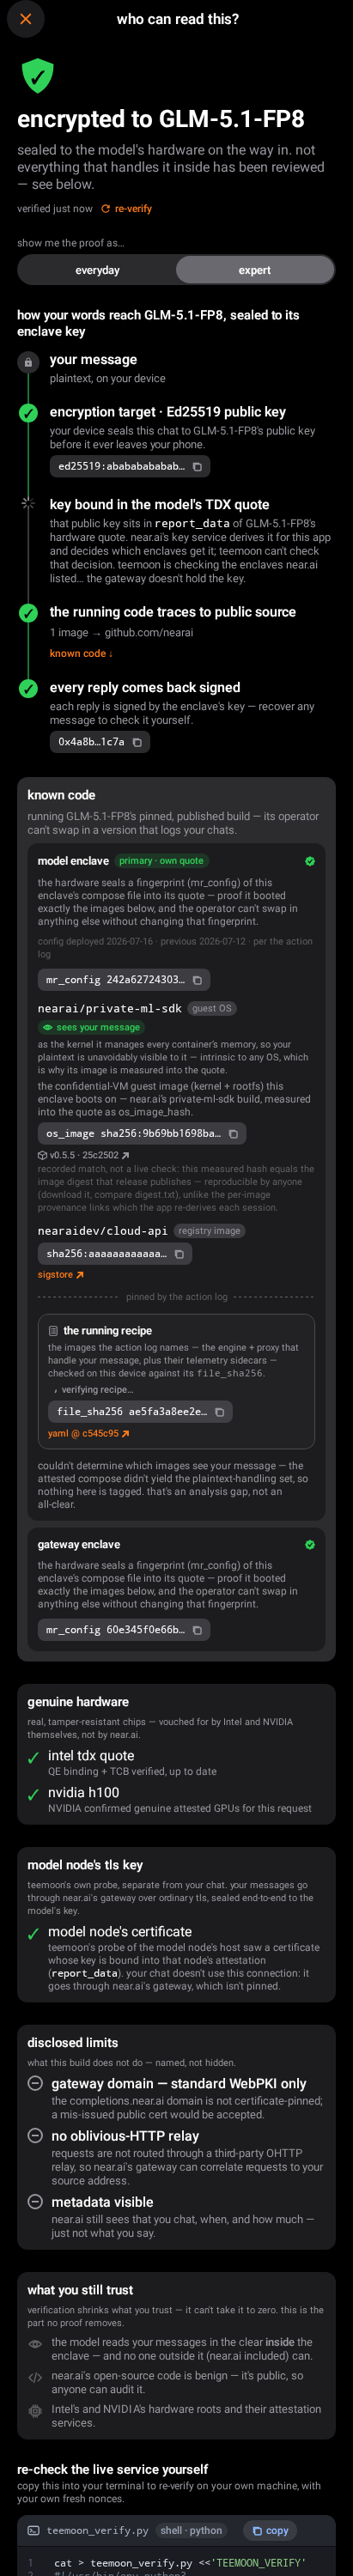 who can read this?
encrypted to GLM-5.1-FP8
sealed to the model's hardware on the way in. not
everything that handles it inside has been reviewed
— see below.
verified just now re-verify
show me the proof as...
everyday expert
how your words reach GLM-5.1-FP8, sealed to its
enclave key
your message
plaintext, on your device
encryption target · Ed25519 public key
your device seals this chat to GLM-5.1-FP8's public key
before it ever leaves your phone.
ed25519:abababababab…
key bound in the model's TDX quote
that public key sits in report_data of GLM-5.1-FP8's
hardware quote. near.ai's key service derives it for this app
and decides which enclaves get it; teemoon can't check
that decision. teemoon is checking the enclaves near.ai
listed… the gateway doesn't hold the key.
the running code traces to public source
1 image → github.com/nearai
known code ↓
every reply comes back signed
each reply is signed by the enclave's key — recover any
message to check it yourself.
0x4a8b…1c7a
known code
running GLM-5.1-FP8's pinned, published build — its operator
can't swap in a version that logs your chats.
model enclave primary · own quote
the hardware seals a fingerprint (mr_config) of this
enclave's compose file into its quote — proof it booted
exactly the images below, and the operator can't swap in
anything else without changing that fingerprint.
config deployed 2026-07-16 · previous 2026-07-12 · per the action
log
mr_config 242a62724303…
nearai/private-ml-sdk guest OS
sees your message
as the kernel it manages every container's memory, so your
plaintext is unavoidably visible to it — intrinsic to any OS, which
is why its image is measured into the quote.
the confidential-VM guest image (kernel + rootfs) this
enclave boots on — near.ai's private-ml-sdk build, measured
into the quote as os_image_hash.
os_image sha256:9b69bb1698ba…
v0.5.5 · 25c2502
recorded match, not a live check: this measured hash equals the
image digest that release publishes — reproducible by anyone
(download it, compare digest.txt), unlike the per-image
provenance links which the app re-derives each session.
nearaidev/cloud-api registry image
sha256:aaaaaaaaaaaa…
sigstore
pinned by the action log
the running recipe
the images the action log names — the engine + proxy that
handle your message, plus their telemetry sidecars —
checked on this device against its file_sha256.
verifying recipe…
file_sha256 ae5fa3a8ee2e…
yaml @ c545c95
couldn't determine which images see your message — the
attested compose didn't yield the plaintext-handling set, so
nothing here is tagged. that's an analysis gap, not an
all-clear.
gateway enclave
the hardware seals a fingerprint (mr_config) of this
enclave's compose file into its quote — proof it booted
exactly the images below, and the operator can't swap in
anything else without changing that fingerprint.
mr_config 60e345f0e66b…
genuine hardware
real, tamper-resistant chips — vouched for by Intel and NVIDIA
themselves, not by near.ai.
intel tdx quote
QE binding + TCB verified, up to date
nvidia h100
NVIDIA confirmed genuine attested GPUs for this request
model node's tls key
teemoon's own probe, separate from your chat. your messages go
through near.ai's gateway over ordinary tls, sealed end-to-end to the
model's key.
model node's certificate
teemoon's probe of the model node's host saw a certificate
whose key is bound into that node's attestation
(report_data). your chat doesn't use this connection: it
goes through near.ai's gateway, which isn't pinned.
disclosed limits
what this build does not do — named, not hidden.
gateway domain — standard WebPKI only
the completions.near.ai domain is not certificate-pinned;
a mis-issued public cert would be accepted.
no oblivious-HTTP relay
requests are not routed through a third-party OHTTP
relay, so near.ai's gateway can correlate requests to your
source address.
metadata visible
near.ai still sees that you chat, when, and how much —
just not what you say.
what you still trust
verification shrinks what you trust — it can't take it to zero. this is the
part no proof removes.
the model reads your messages in the clear inside the
enclave — and no one outside it (near.ai included) can.
near.ai's open-source code is benign — it's public, so
anyone can audit it.
Intel's and NVIDIA's hardware roots and their attestation
services.
re-check the live service yourself
copy this into your terminal to re-verify on your own machine, with
your own fresh nonces.
teemoon_verify.py shell · python copy
1 cat > teemoon_verify.py <<'TEEMOON_VERIFY'
2 #!/usr/bin/env python3